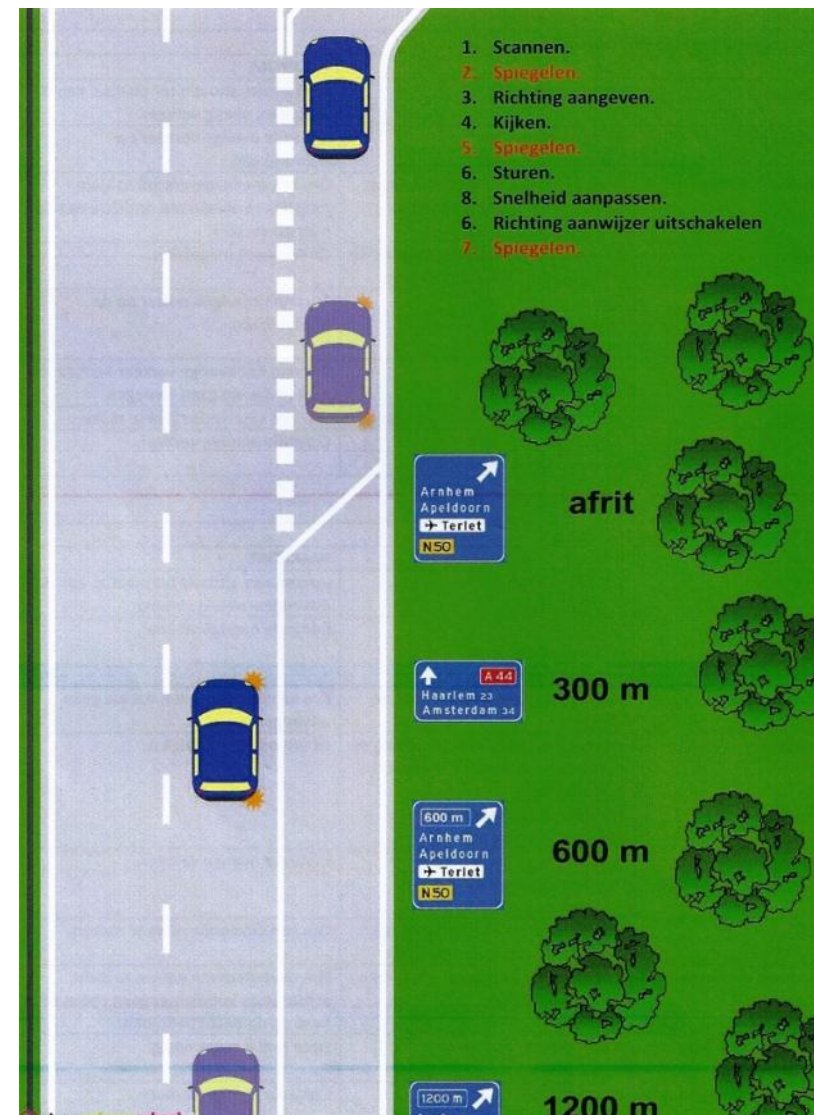 1. Scannen.
2. Spiegelen.
3. Richting aangeven.
4. Kijken.
5. Spiegelen.
6. Sturen.
8. Snelheid aanpassen.
6. Richting aanwijzer uitschakelen
7. Spiegelen.
Arnhem
Apeldoorn
Terlet
N50
afrit
A 44
Haarlem 23
Amsterdam 34
300 m
600 m
Arnhem
Apeldoorn
Terlet
N50
600 m
1200 m
1200 m